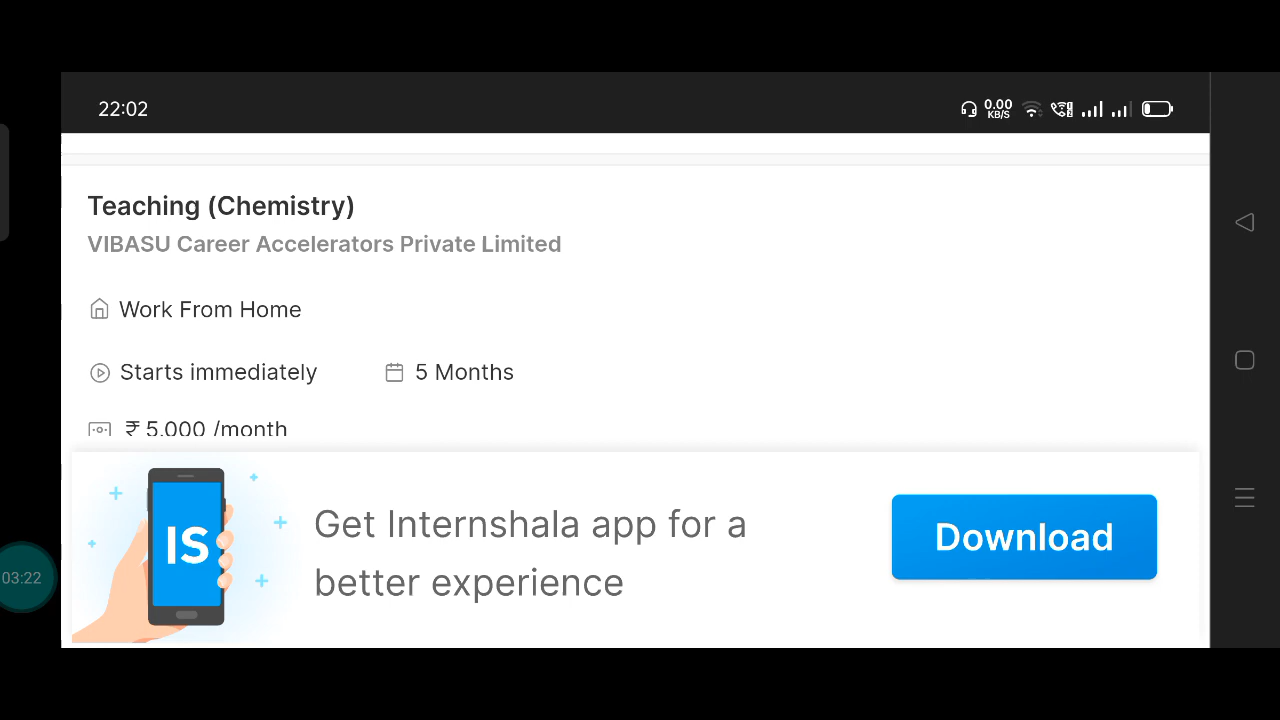 22:02
0.00
KB/S
Teaching (Chemistry)
VIBASU Career Accelerators Private Limited
Work From Home
Starts immediately 5 Months
₹ 5,000 /month
IS
Get Internshala app for a
better experience
Download
03:22